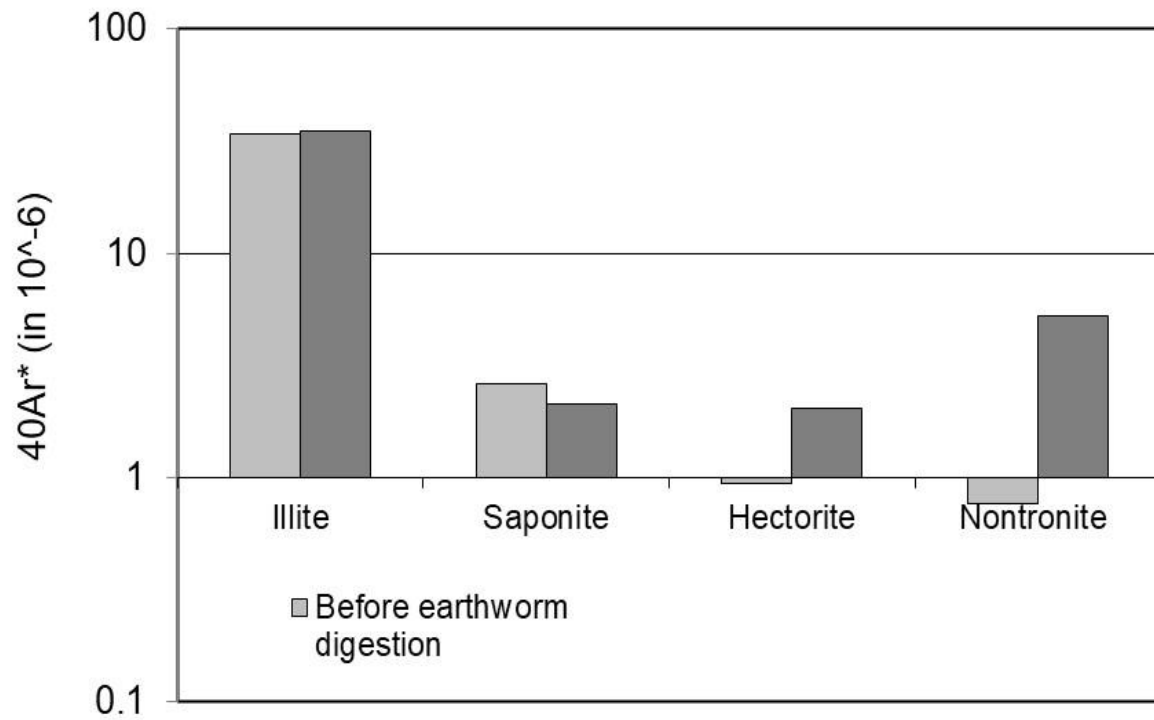 100
10
1
0.1
40Ar* (in 10^-6)
Illite Saponite Hectorite Nontronite
Before earthworm
digestion